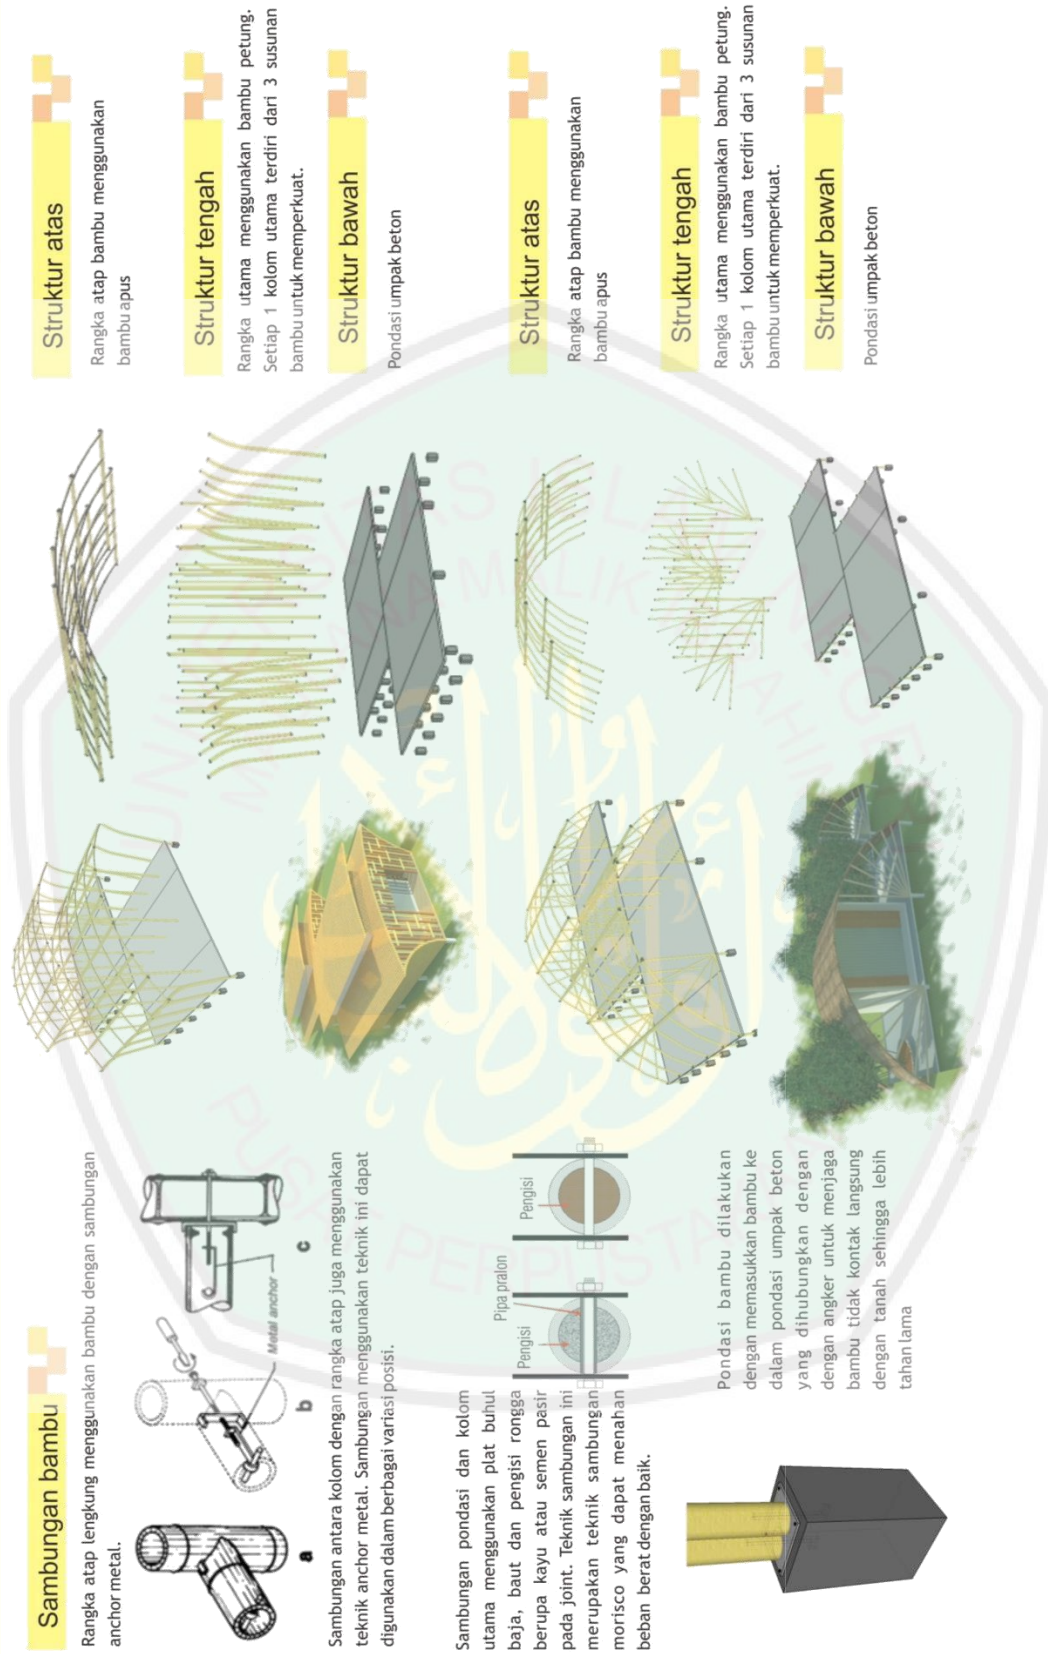 Sambungan bambu
Rangka atap lengkung menggunakan bambu dengan sambungan
anchor metal.
a
b
c
Metal anchor
Sambungan antara kolom dengan rangka atap juga menggunakan
teknik anchor metal. Sambungan menggunakan teknik ini dapat
digunakan dalam berbagai variasi posisi.
Sambungan pondasi dan kolom
utama menggunakan plat buhul
baja, baut dan pengisi rongga
berupa kayu atau semen pasir
pada joint. Teknik sambungan ini
merupakan teknik sambungan
morisco yang dapat menahan
beban berat dengan baik.
Pengisi
Pipa pralon
Pengisi
Pondasi bambu dilakukan
dengan memasukkan bambu ke
dalam pondasi umpak beton
yang dihubungkan dengan
dengan angker untuk menjaga
bambu tidak kontak langsung
dengan tanah sehingga lebih
tahan lama
Struktur atas
Rangka atap bambu menggunakan
bambu apus
Struktur tengah
Rangka utama menggunakan bambu petung.
Setiap 1 kolom utama terdiri dari 3 susunan
bambu untuk memperkuat.
Struktur bawah
Pondasi umpak beton
Struktur atas
Rangka atap bambu menggunakan
bambu apus
Struktur tengah
Rangka utama menggunakan bambu petung.
Setiap 1 kolom utama terdiri dari 3 susunan
bambu untuk memperkuat.
Struktur bawah
Pondasi umpak beton
PUSAT PERPUSTAKAAN